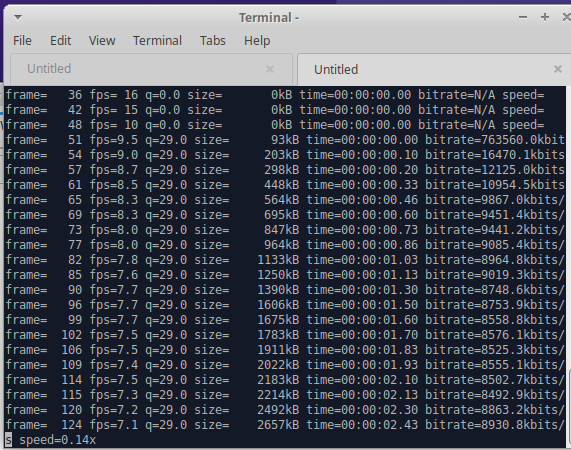 Terminal -
File Edit View Terminal Tabs Help
Untitled Untitled
frame=   36 fps= 16 q=0.0 size=       0kB time=00:00:00.00 bitrate=N/A speed=
frame=   42 fps= 15 q=0.0 size=       0kB time=00:00:00.00 bitrate=N/A speed=
frame=   48 fps= 10 q=0.0 size=       0kB time=00:00:00.00 bitrate=N/A speed=
frame=   51 fps=9.5 q=29.0 size=      93kB time=00:00:00.00 bitrate=763560.0kbit
frame=   54 fps=9.0 q=29.0 size=     203kB time=00:00:00.10 bitrate=16470.1kbits
frame=   57 fps=8.7 q=29.0 size=     298kB time=00:00:00.20 bitrate=12125.0kbits
frame=   61 fps=8.5 q=29.0 size=     448kB time=00:00:00.33 bitrate=10954.5kbits
frame=   65 fps=8.3 q=29.0 size=     564kB time=00:00:00.46 bitrate=9867.0kbits/
frame=   69 fps=8.3 q=29.0 size=     695kB time=00:00:00.60 bitrate=9451.4kbits/
frame=   73 fps=8.0 q=29.0 size=     847kB time=00:00:00.73 bitrate=9441.2kbits/
frame=   77 fps=8.0 q=29.0 size=     964kB time=00:00:00.86 bitrate=9085.4kbits/
frame=   82 fps=7.8 q=29.0 size=    1133kB time=00:00:01.03 bitrate=8964.8kbits/
frame=   85 fps=7.6 q=29.0 size=    1250kB time=00:00:01.13 bitrate=9019.3kbits/
frame=   90 fps=7.7 q=29.0 size=    1390kB time=00:00:01.30 bitrate=8748.6kbits/
frame=   96 fps=7.7 q=29.0 size=    1606kB time=00:00:01.50 bitrate=8753.9kbits/
frame=   99 fps=7.7 q=29.0 size=    1675kB time=00:00:01.60 bitrate=8558.8kbits/
frame=  102 fps=7.5 q=29.0 size=    1783kB time=00:00:01.70 bitrate=8576.1kbits/
frame=  106 fps=7.5 q=29.0 size=    1911kB time=00:00:01.83 bitrate=8525.3kbits/
frame=  109 fps=7.4 q=29.0 size=    2022kB time=00:00:01.93 bitrate=8555.1kbits/
frame=  114 fps=7.5 q=29.0 size=    2183kB time=00:00:02.10 bitrate=8502.7kbits/
frame=  115 fps=7.3 q=29.0 size=    2214kB time=00:00:02.13 bitrate=8492.9kbits/
frame=  120 fps=7.2 q=29.0 size=    2492kB time=00:00:02.30 bitrate=8863.2kbits/
frame=  124 fps=7.1 q=29.0 size=    2657kB time=00:00:02.43 bitrate=8930.8kbits/
s speed=0.14x